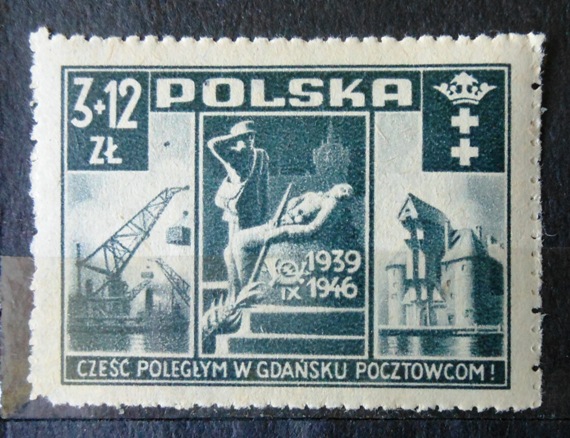 3+12 POLSKA
ZŁ
1939
IX 1946
CZEŚĆ POLEGŁYM W GDAŃSKU POCZTOWCOM!